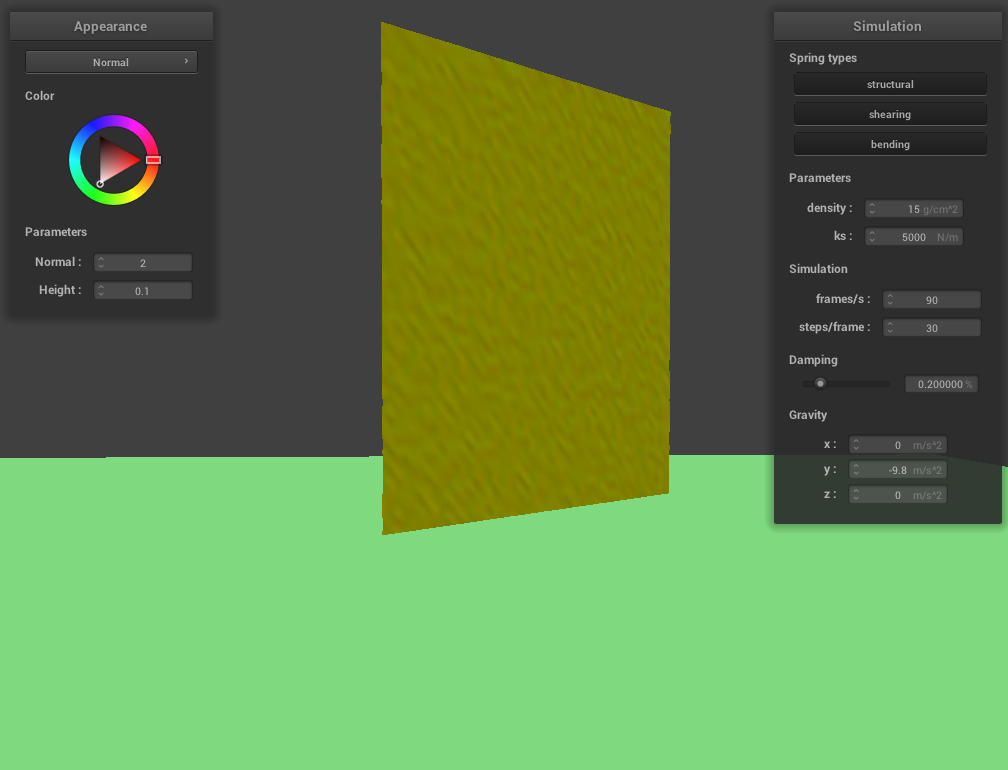 Appearance
Normal ›
Color
Parameters
Normal : 2
Height : 0.1
Simulation
Spring types
structural
shearing
bending
Parameters
density : 15 g/cm^2
ks : 5000 N/m
Simulation
frames/s : 90
steps/frame : 30
Damping
0.200000 %
Gravity
x : 0 m/s^2
y : -9.8 m/s^2
z : 0 m/s^2